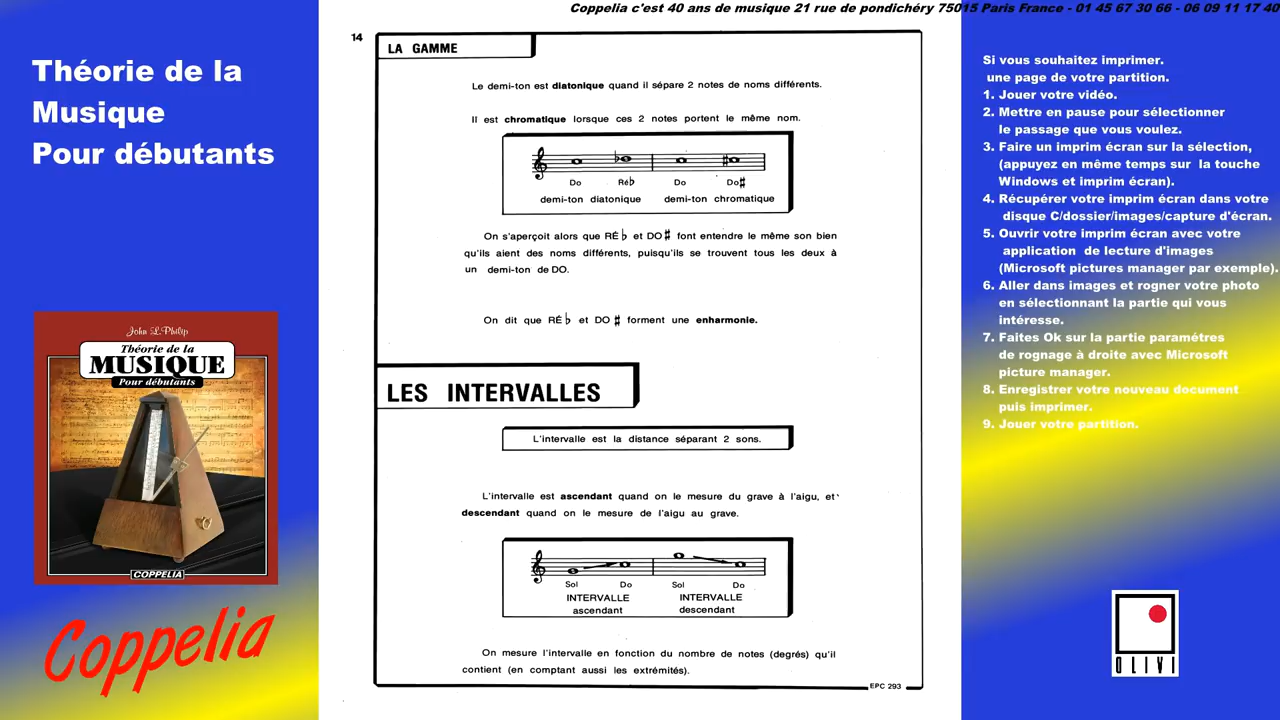 Coppelia c'est 40 ans de musique 21 rue de pondichéry 75015 Paris France - 01 45 67 30 66 - 06 09 11 17 40
Théorie de la
Musique
Pour débutants
John L. Philip
Théorie de la
MUSIQUE
Pour débutants
COPPELIA
Coppelia
14
LA GAMME
Le demi-ton est diatonique quand il sépare 2 notes de noms différents.
Il est chromatique lorsque ces 2 notes portent le même nom.
Do Ré♭ Do Do♯
demi-ton diatonique demi-ton chromatique
On s'aperçoit alors que RÉ ♭ et DO ♯ font entendre le même son bien
qu'ils aient des noms différents, puisqu'ils se trouvent tous les deux à
un demi-ton de DO.
On dit que RÉ ♭ et DO ♯ forment une enharmonie.
LES INTERVALLES
L'intervalle est la distance séparant 2 sons.
L'intervalle est ascendant quand on le mesure du grave à l'aigu, et
descendant quand on le mesure de l'aigu au grave.
Sol Do Sol Do
INTERVALLE INTERVALLE
ascendant descendant
On mesure l'intervalle en fonction du nombre de notes (degrés) qu'il
contient (en comptant aussi les extrémités).
EPC 293
Si vous souhaitez imprimer.
une page de votre partition.
1. Jouer votre vidéo.
2. Mettre en pause pour sélectionner
le passage que vous voulez.
3. Faire un imprim écran sur la sélection,
(appuyez en même temps sur la touche
Windows et imprim écran).
4. Récupérer votre imprim écran dans votre
disque C/dossier/images/capture d'écran.
5. Ouvrir votre imprim écran avec votre
application de lecture d'images
(Microsoft pictures manager par exemple).
6. Aller dans images et rogner votre photo
en sélectionnant la partie qui vous
intéresse.
7. Faites Ok sur la partie paramétres
de rognage à droite avec Microsoft
picture manager.
8. Enregistrer votre nouveau document
puis imprimer.
9. Jouer votre partition.
OLIVI